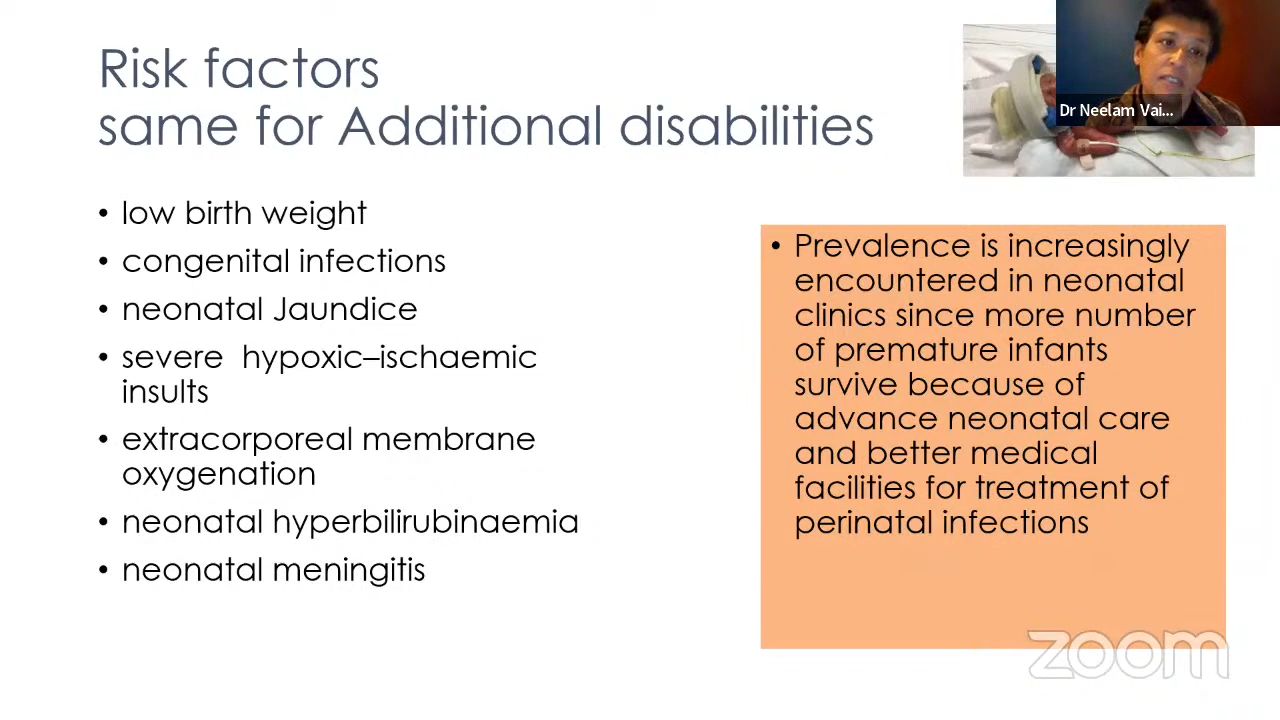 Risk factors
same for Additional disabilities
Dr Neelam Vai...
• low birth weight
• congenital infections
• neonatal Jaundice
• severe hypoxic–ischaemic
insults
• extracorporeal membrane
oxygenation
• neonatal hyperbilirubinaemia
• neonatal meningitis
• Prevalence is increasingly
encountered in neonatal
clinics since more number
of premature infants
survive because of
advance neonatal care
and better medical
facilities for treatment of
perinatal infections
zoom